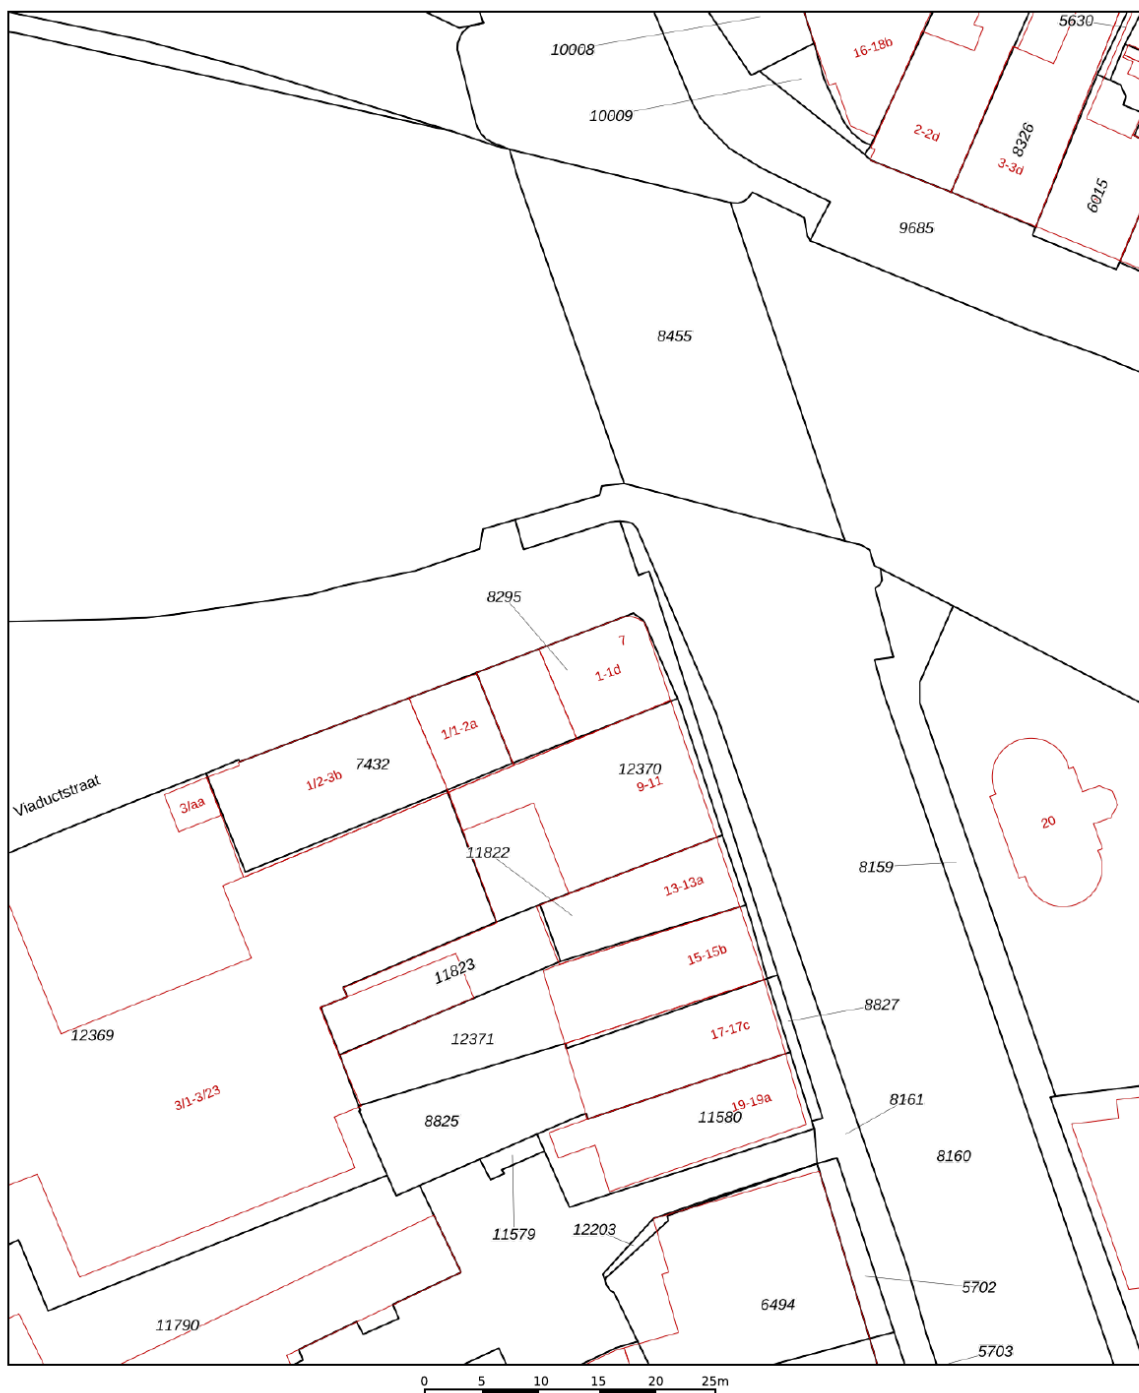 5630
10008
16-18b
10009
2-2d
8326
3-3d
6015
9685
8455
8295
7
1-1d
1/1-2a
7432
12370
1/2-3b
9-11
Viaductstraat
3/aa
20
11822
8159
13-13a
15-15b
11823
8827
17-17c
12369
12371
3/1-3/23
19-19a
8161
11580
8825
8160
11579
12203
5702
6494
11790
5703
0 5 10 15 20 25m